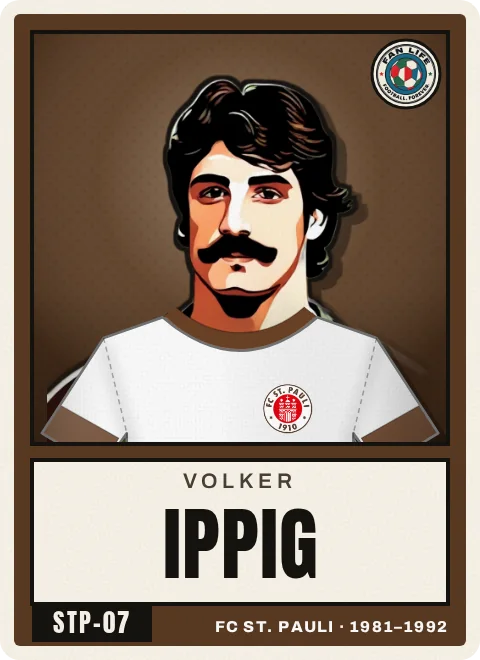 FAN LIFE
FOOTBALL. FOREVER
FC ST. PAULI
1910
VOLKER
IPPIG
STP-07
FC ST. PAULI · 1981–1992